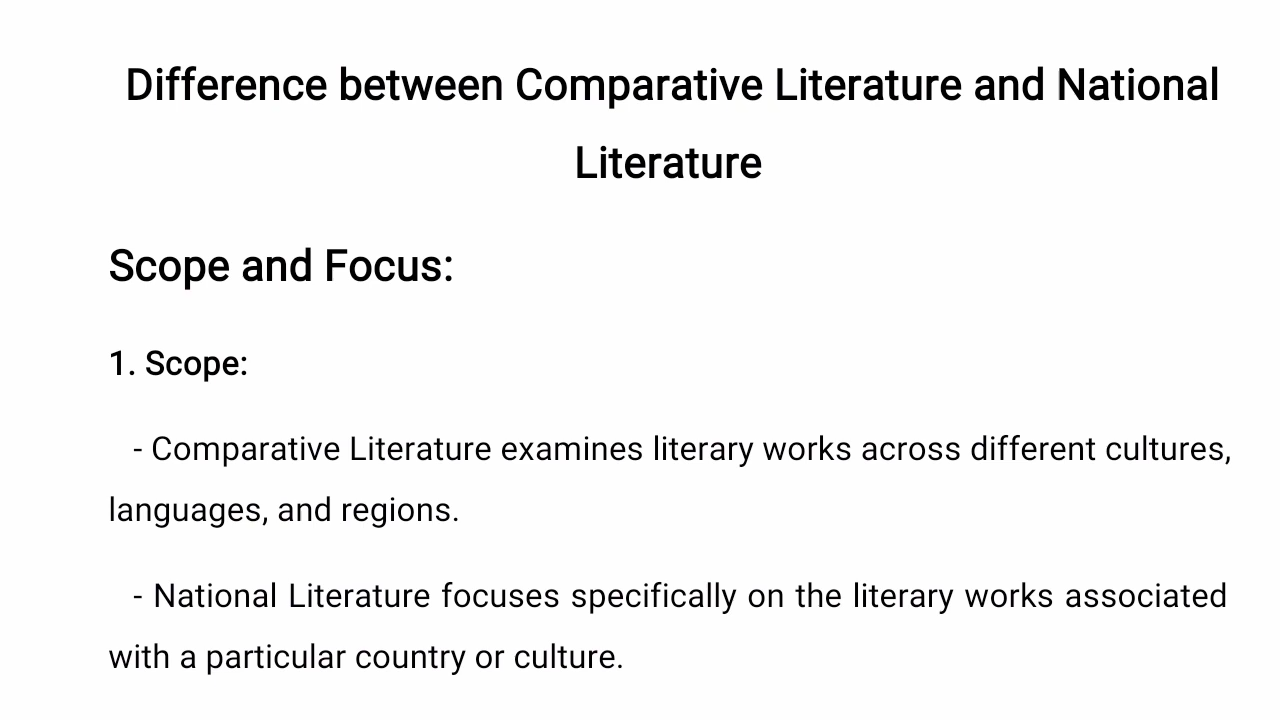 Difference between Comparative Literature and National
Literature
Scope and Focus:
1. Scope:
- Comparative Literature examines literary works across different cultures,
languages, and regions.
- National Literature focuses specifically on the literary works associated
with a particular country or culture.